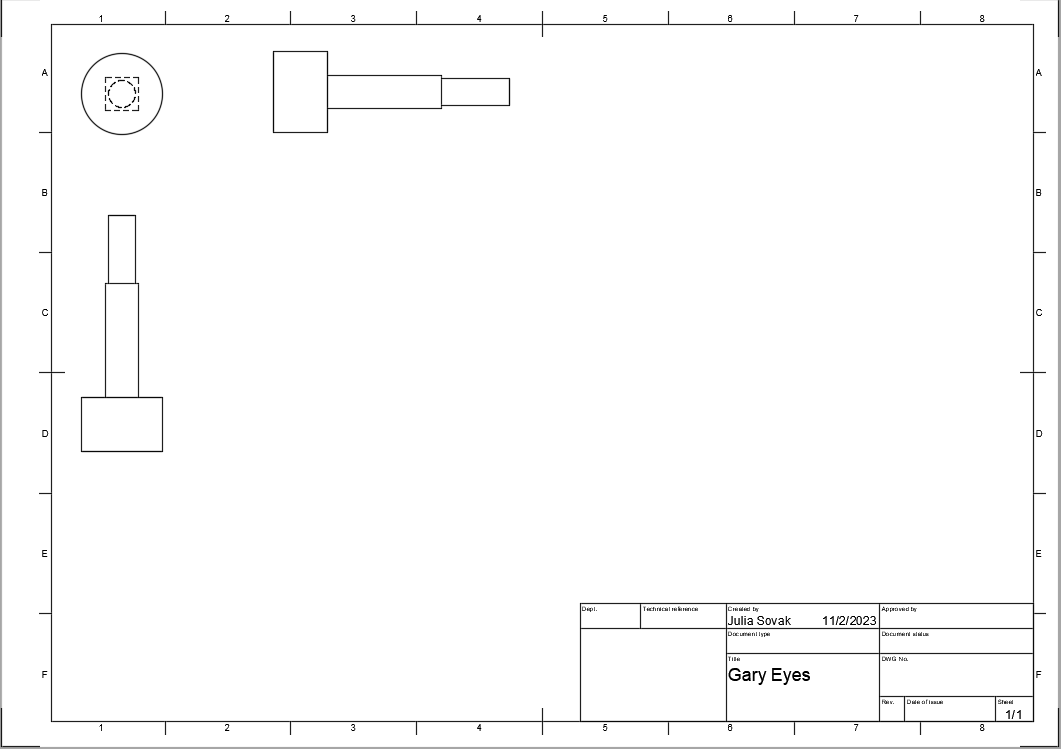 1 2 3 4 5 6 7 8
A A
B B
C C
D D
E E
F F
Dept. Technical reference Created by Approved by
Julia Sovak 11/2/2023
Document type Document status
Title DWG No.
Gary Eyes
Rev. Date of issue Sheet
1/1
1 2 3 4 5 6 7 8